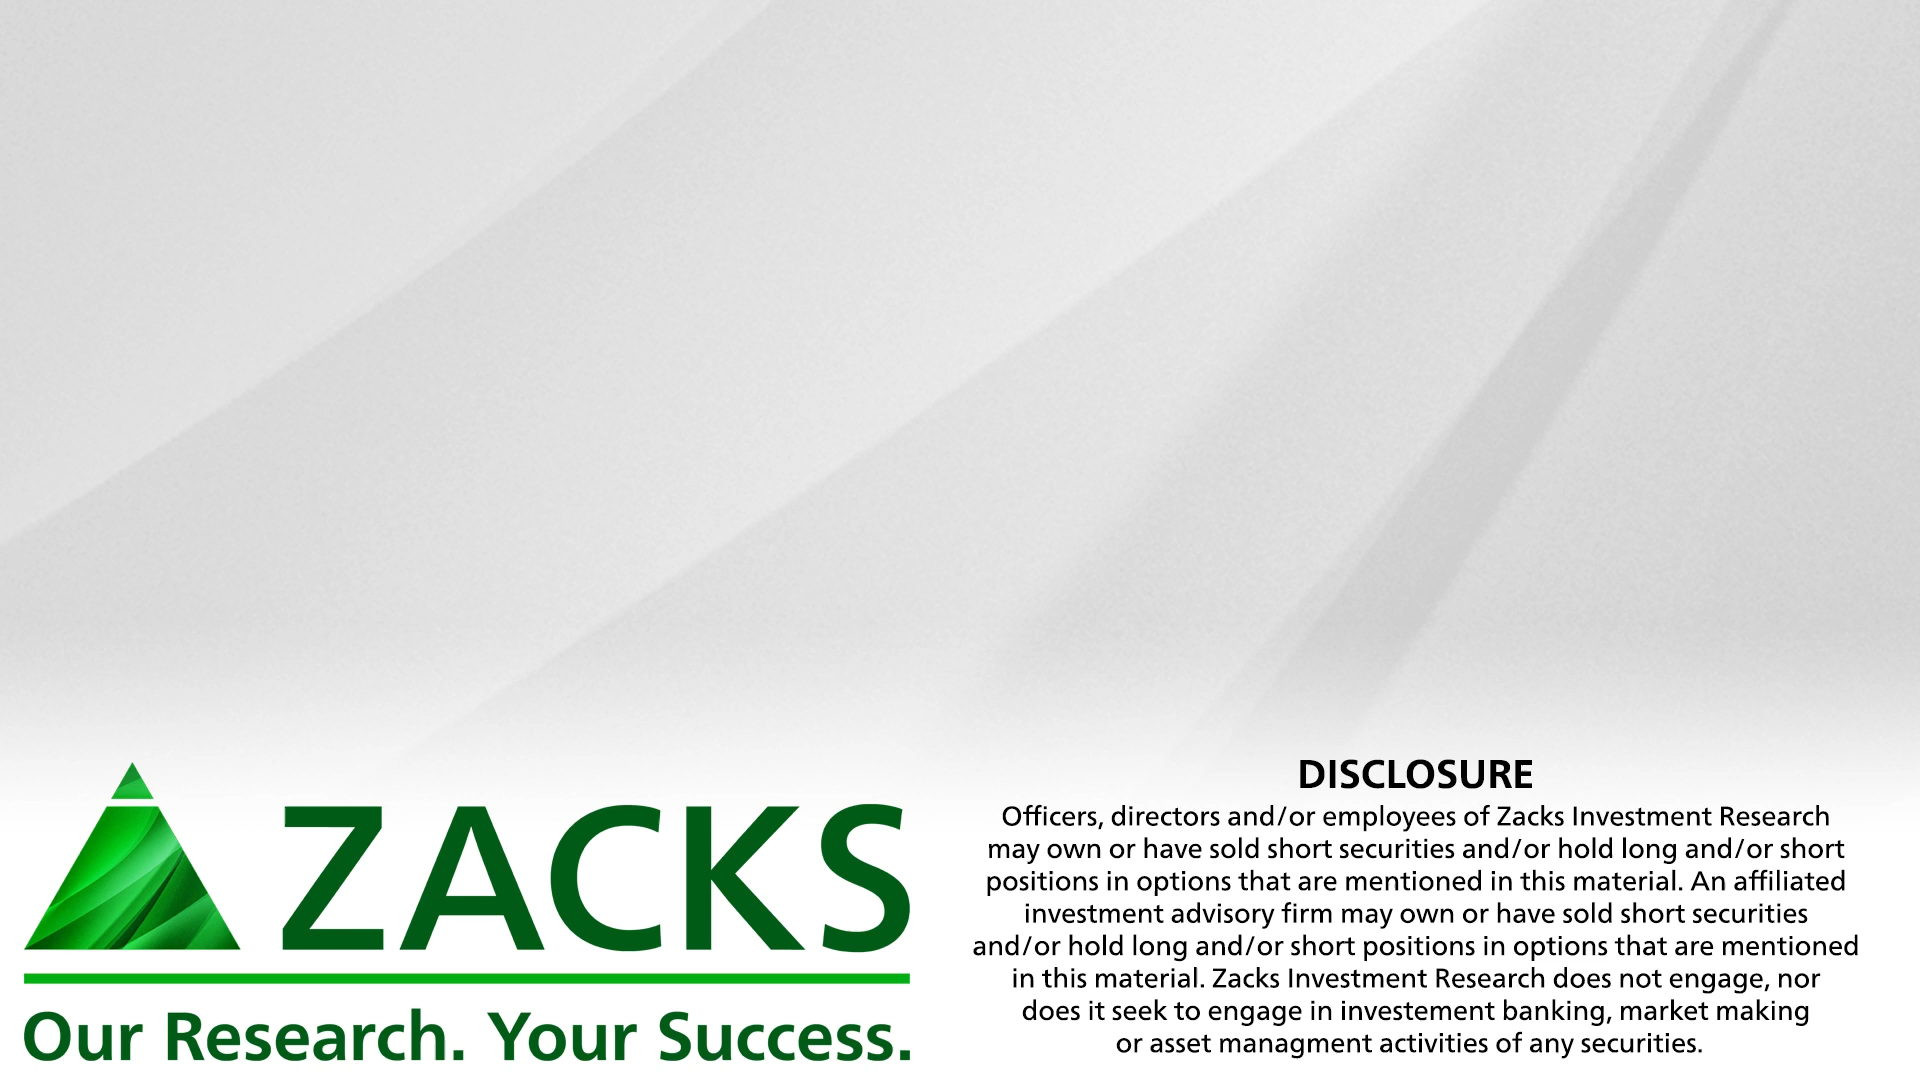 ZACKS
Our Research. Your Success.
DISCLOSURE
Officers, directors and/or employees of Zacks Investment Research
may own or have sold short securities and/or hold long and/or short
positions in options that are mentioned in this material. An affiliated
investment advisory firm may own or have sold short securities
and/or hold long and/or short positions in options that are mentioned
in this material. Zacks Investment Research does not engage, nor
does it seek to engage in investement banking, market making
or asset managment activities of any securities.